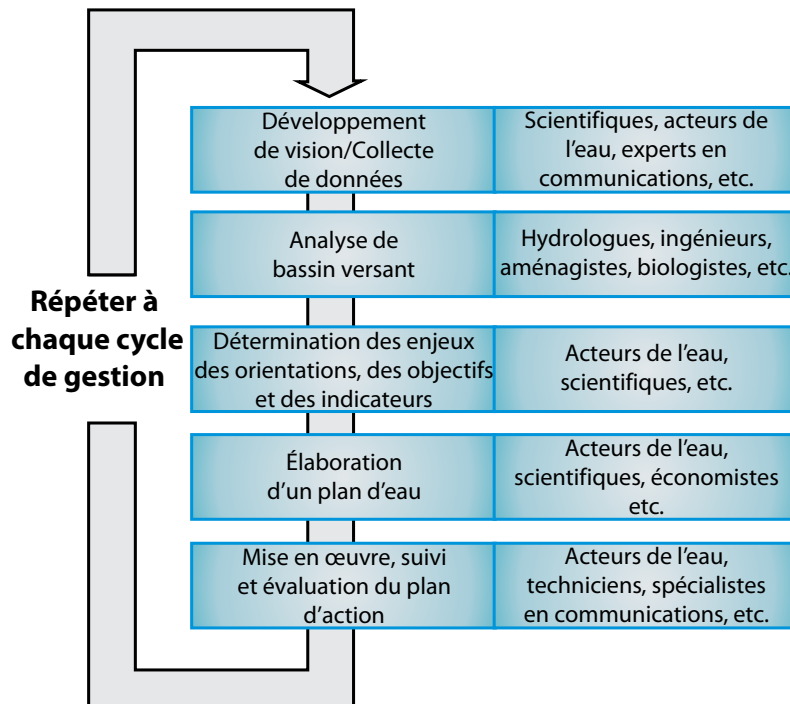 Développement
de vision/Collecte
de données
Scientifiques, acteurs de
l'eau, experts en
communications, etc.
Analyse de
bassin versant
Hydrologues, ingénieurs,
aménagistes, biologistes, etc.
Répéter à
chaque cycle
de gestion
Détermination des enjeux
des orientations, des objectifs
et des indicateurs
Acteurs de l'eau,
scientifiques, etc.
Élaboration
d'un plan d'eau
Acteurs de l'eau,
scientifiques, économistes
etc.
Mise en œuvre, suivi
et évaluation du plan
d'action
Acteurs de l'eau,
techniciens, spécialistes
en communications, etc.